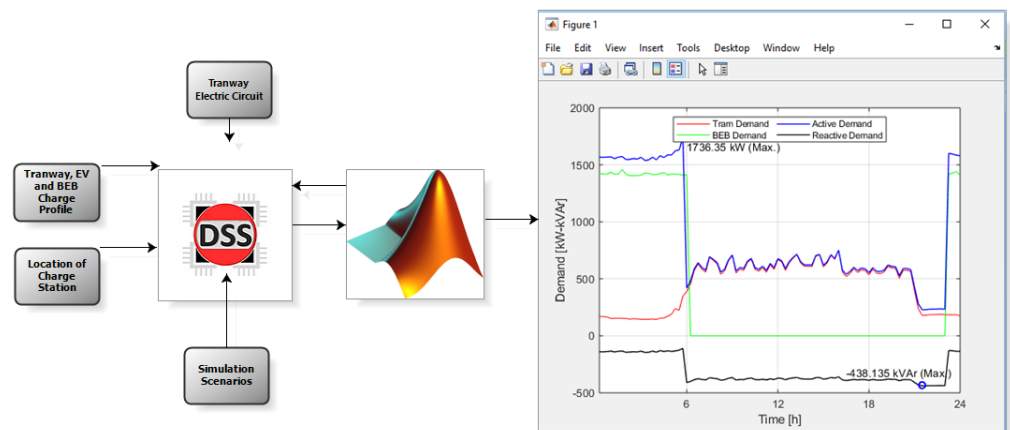 Tranway
Electric Circuit
Tranway, EV
and BEB
Charge
Profile
Location of
Charge
Station
DSS
Simulation
Scenarios
Figure 1
File Edit View Insert Tools Desktop Window Help
Tram Demand Active Demand
BEB Demand Reactive Demand
1736.35 kW (Max.)
-438.135 kVAr (Max.)
Demand [kW-kVAr]
2000
1500
1000
500
0
-500
6 12 18 24
Time [h]